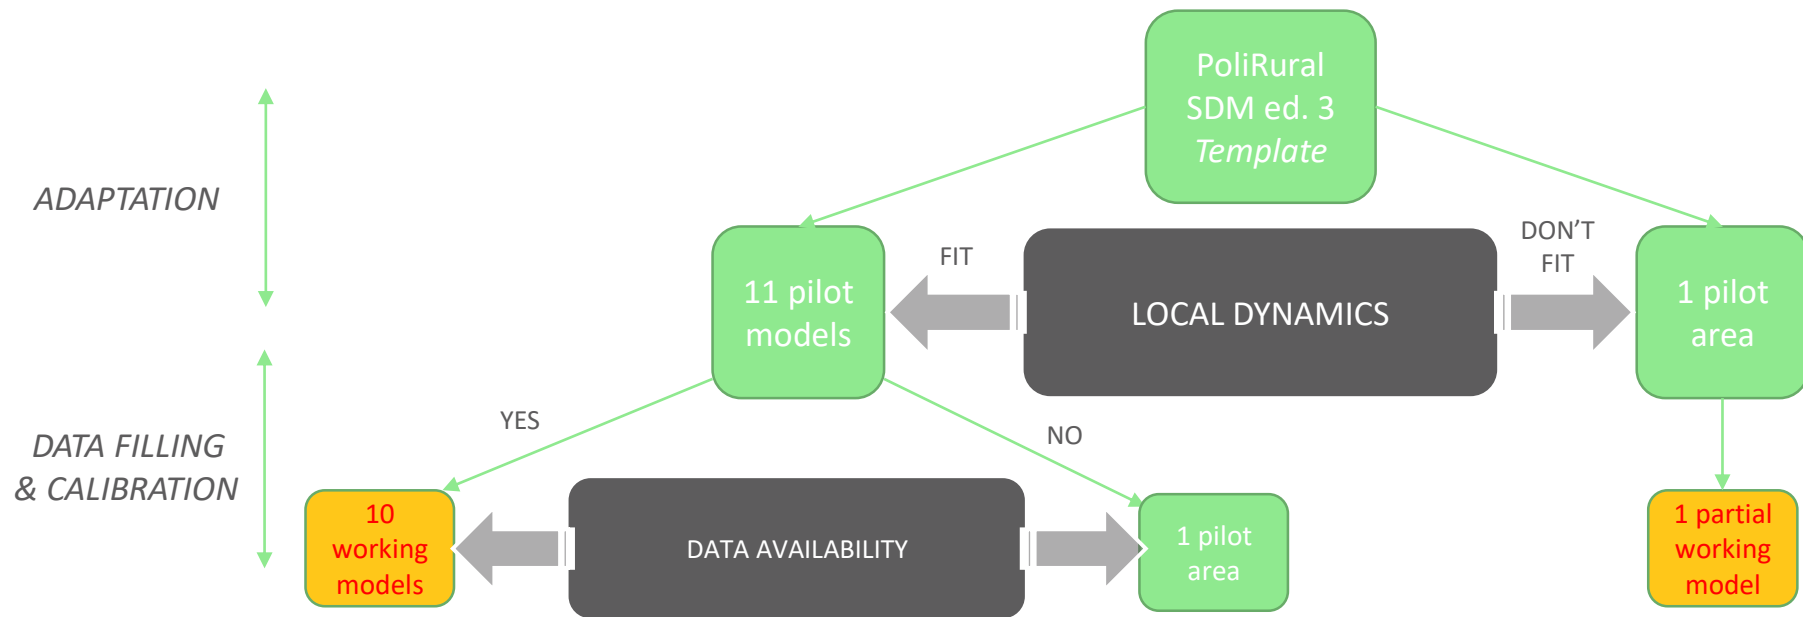 PoliRural
SDM ed. 3
Template
ADAPTATION
FIT
DON'T
FIT
11 pilot
models
LOCAL DYNAMICS
1 pilot
area
YES
NO
DATA FILLING
& CALIBRATION
10
working
models
DATA AVAILABILITY
1 pilot
area
1 partial
working
model